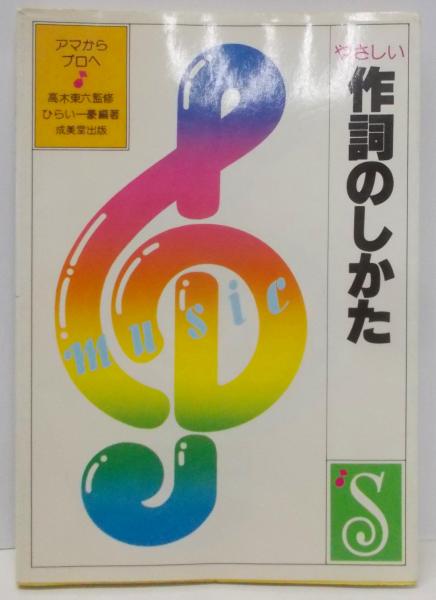 やさしい
作詞のしかた
アマから
プロへ
高木東六監修
ひらい一豪編著
成美堂出版
music
S